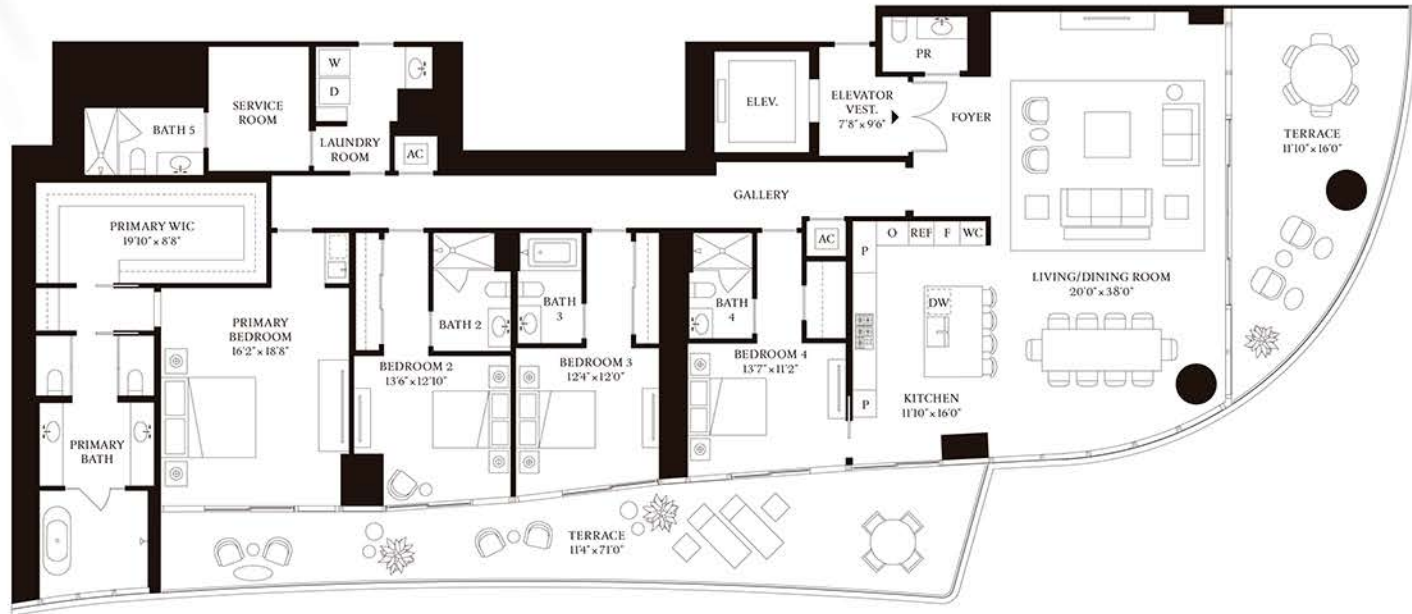 PR
W
D
SERVICE
ROOM
BATH 5
LAUNDRY
ROOM
AC
ELEV.
ELEVATOR
VEST.
7'8" x 9'6"
FOYER
TERRACE
11'10" x 16'0"
GALLERY
PRIMARY WIC
19'10" x 8'8"
AC
P
O
REF
F
WC
LIVING/DINING ROOM
20'0" x 38'0"
DW
PRIMARY
BEDROOM
16'2" x 18'8"
BATH 2
BATH
3
BATH
4
BEDROOM 2
13'6" x 12'10"
BEDROOM 3
12'4" x 12'0"
BEDROOM 4
13'7" x 11'2"
KITCHEN
11'10" x 16'0"
P
PRIMARY
BATH
TERRACE
11'4" x 71'0"